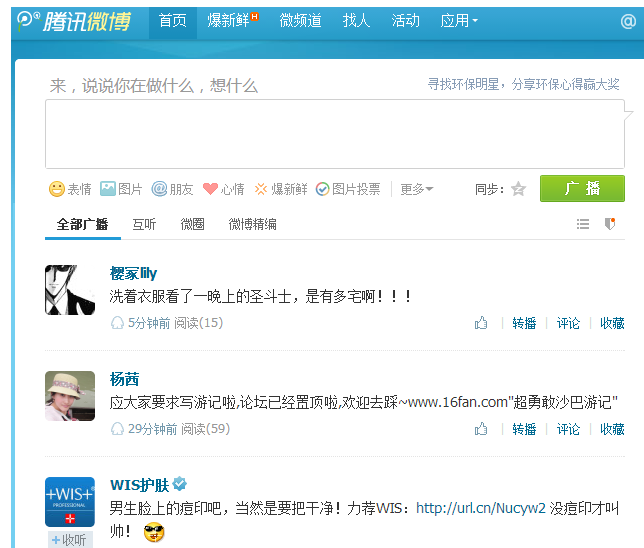 腾讯微博 首页 爆新鲜 H 微频道 找人 活动 应用 @
来，说说你在做什么，想什么 寻找环保明星，分享环保心得赢大奖
表情 图片 @朋友 心情 爆新鲜 图片投票 更多 同步： 广播
全部广播 互听 微圈 微博精编
樱冢lily
洗着衣服看了一晚上的圣斗士，是有多宅啊！！！
5分钟前 阅读(15) 转播 评论 收藏
杨茜
应大家要求写游记啦,论坛已经置顶啦,欢迎去踩~www.16fan.com"超勇敢沙巴游记"
29分钟前 阅读(59) 转播 评论 收藏
+WIS+
PROFESSIONAL
WIS护肤
男生脸上的痘印吧，当然是要把干净！力荐WIS：http://url.cn/Nucyw2 没痘印才叫
帅！
+收听